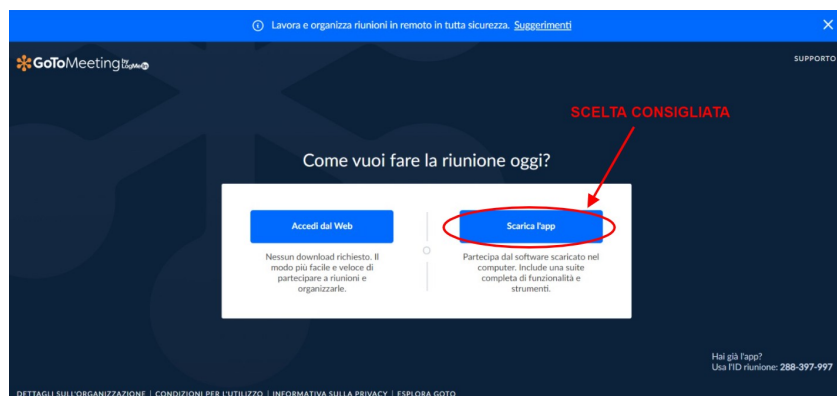 Lavora e organizza riunioni in remoto in tutta sicurezza. Suggerimenti
GoToMeeting by LogMeIn
SUPPORTO
SCELTA CONSIGLIATA
Come vuoi fare la riunione oggi?
Accedi dal Web
Nessun download richiesto. Il
modo più facile e veloce di
partecipare a riunioni e
organizzarle.
Scarica l'app
Partecipa dal software scaricato nel
computer. Include una suite
completa di funzionalità e
strumenti.
Hai già l'app?
Usa l'ID riunione: 288-397-997
DETTAGLI SULL'ORGANIZZAZIONE | CONDIZIONI PER L'UTILIZZO | INFORMATIVA SULLA PRIVACY | ESPLORA GOTO